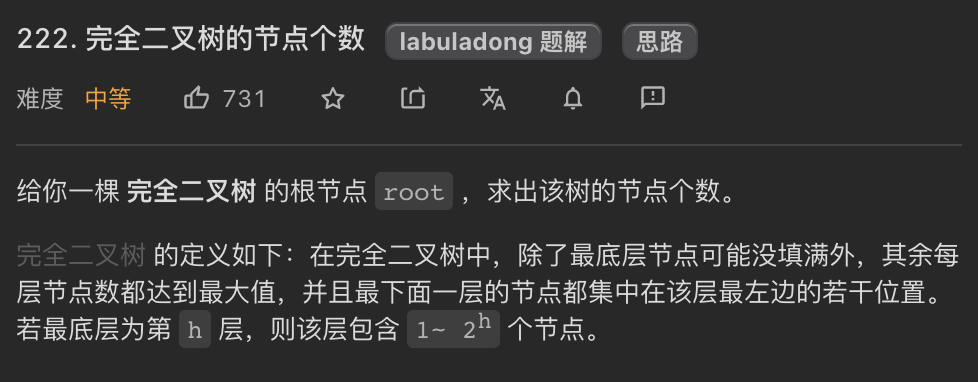 222. 完全二叉树的节点个数 labuladong 题解 思路
难度 中等 731
给你一棵 完全二叉树 的根节点 root ，求出该树的节点个数。
完全二叉树 的定义如下：在完全二叉树中，除了最底层节点可能没填满外，其余每
层节点数都达到最大值，并且最下面一层的节点都集中在该层最左边的若干位置。
若最底层为第 h 层，则该层包含 1~ 2^h 个节点。